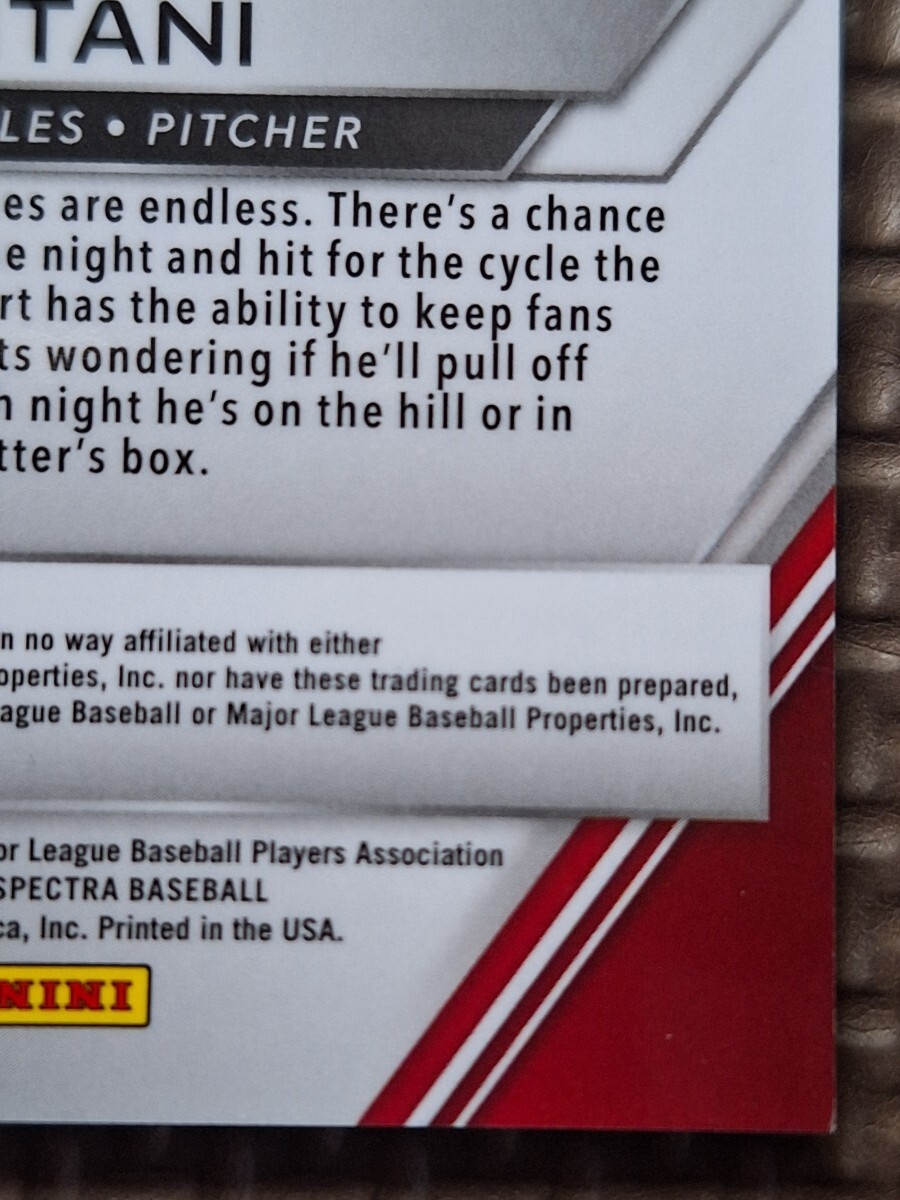 TANI
LES • PITCHER
es are endless. There's a chance
e night and hit for the cycle the
rt has the ability to keep fans
ts wondering if he'll pull off
h night he's on the hill or in
tter's box.
n no way affiliated with either
operties, Inc. nor have these trading cards been prepared,
ague Baseball or Major League Baseball Properties, Inc.
or League Baseball Players Association
SPECTRA BASEBALL
ca, Inc. Printed in the USA.
NINI